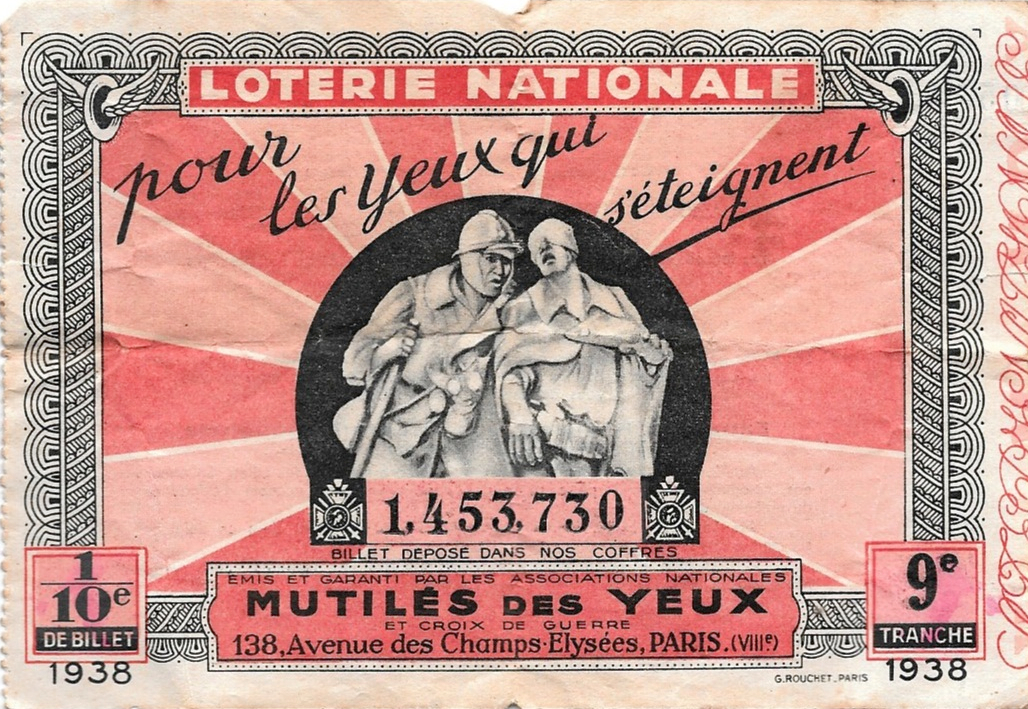 LOTERIE NATIONALE
pour
les Yeux qui
s'éteignent
1,453,730
BILLET DÉPOSÉ DANS NOS COFFRES
1
10e
DE BILLET
1938
ÉMIS ET GARANTI PAR LES ASSOCIATIONS NATIONALES
MUTILÉS DES YEUX
ET CROIX DE GUERRE
138, Avenue des Champs-Elysées, PARIS. (VIIIe)
9e
TRANCHE
1938
G. ROUCHET_PARIS